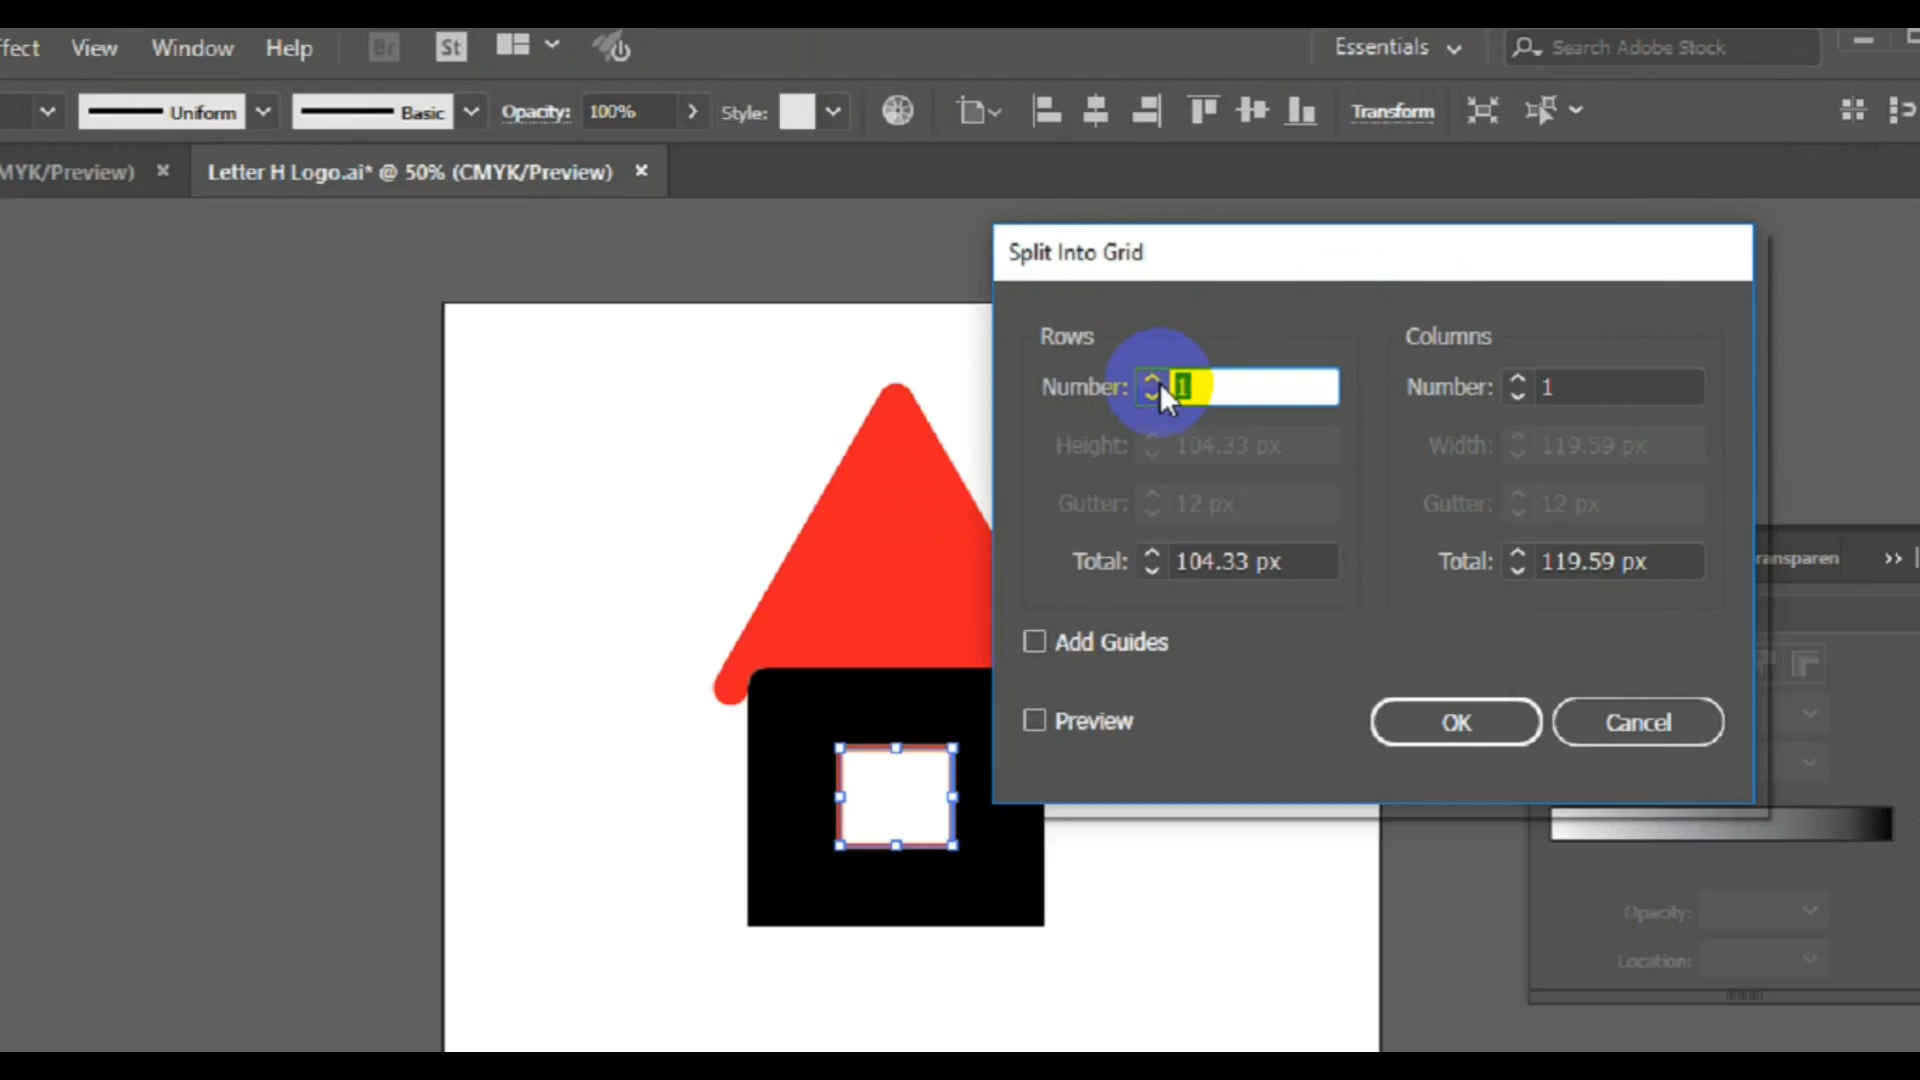 ffect View Window Help Br St Essentials Search Adobe Stock
Uniform Basic Opacity: 100% Style: Transform
MYK/Preview) × Letter H Logo.ai* @ 50% (CMYK/Preview) ×
Split Into Grid
Rows Columns
Number: 1 Number: 1
Height: 104.33 px Width: 119.59 px
Gutter: 12 px Gutter: 12 px
Total: 104.33 px Total: 119.59 px
ransparen
Add Guides
Preview OK Cancel
Opacity:
Location: